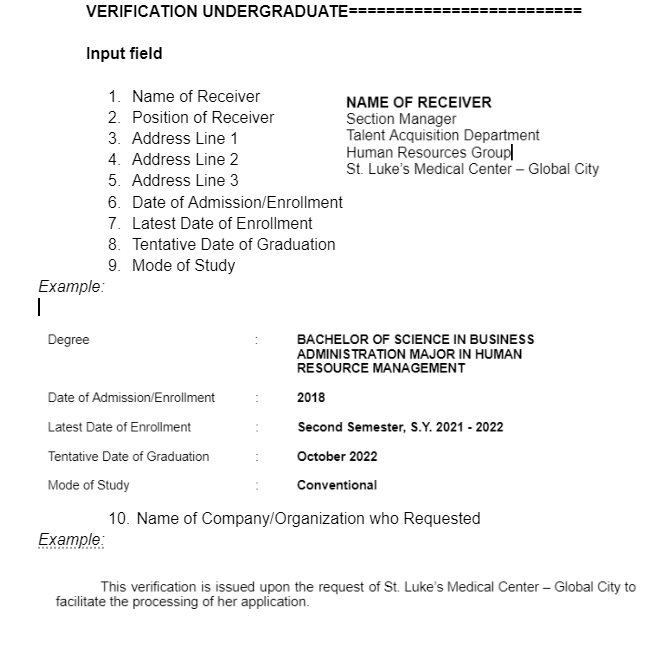 VERIFICATION UNDERGRADUATE==========================
Input field
1. Name of Receiver
2. Position of Receiver
3. Address Line 1
4. Address Line 2
5. Address Line 3
6. Date of Admission/Enrollment
7. Latest Date of Enrollment
8. Tentative Date of Graduation
9. Mode of Study
NAME OF RECEIVER
Section Manager
Talent Acquisition Department
Human Resources Group
St. Luke's Medical Center – Global City
Example:
Degree : BACHELOR OF SCIENCE IN BUSINESS
ADMINISTRATION MAJOR IN HUMAN
RESOURCE MANAGEMENT
Date of Admission/Enrollment : 2018
Latest Date of Enrollment : Second Semester, S.Y. 2021 - 2022
Tentative Date of Graduation : October 2022
Mode of Study : Conventional
10. Name of Company/Organization who Requested
Example:
This verification is issued upon the request of St. Luke's Medical Center – Global City to
facilitate the processing of her application.